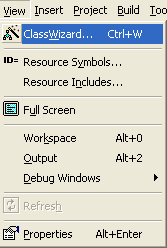 View Insert Project Build Too
ClassWizard... Ctrl+W
ID= Resource Symbols...
Resource Includes...
Full Screen
Workspace Alt+0
Output Alt+2
Debug Windows
Refresh
Properties Alt+Enter